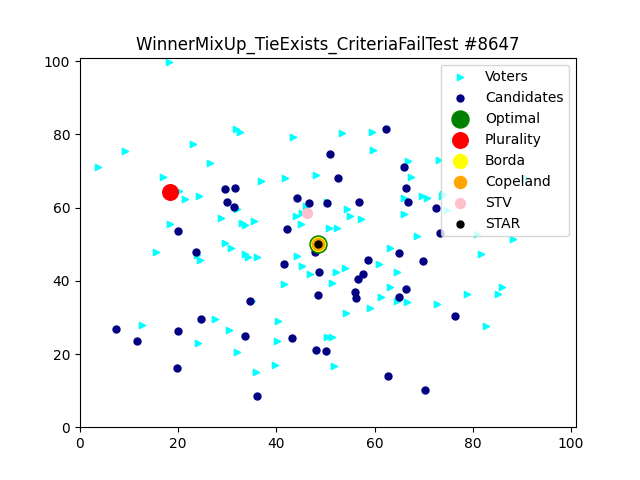 WinnerMixUp_TieExists_CriteriaFailTest #8647
100
80
60
40
20
0
0
20
40
60
80
100
Voters
Candidates
Optimal
Plurality
Borda
Copeland
STV
STAR